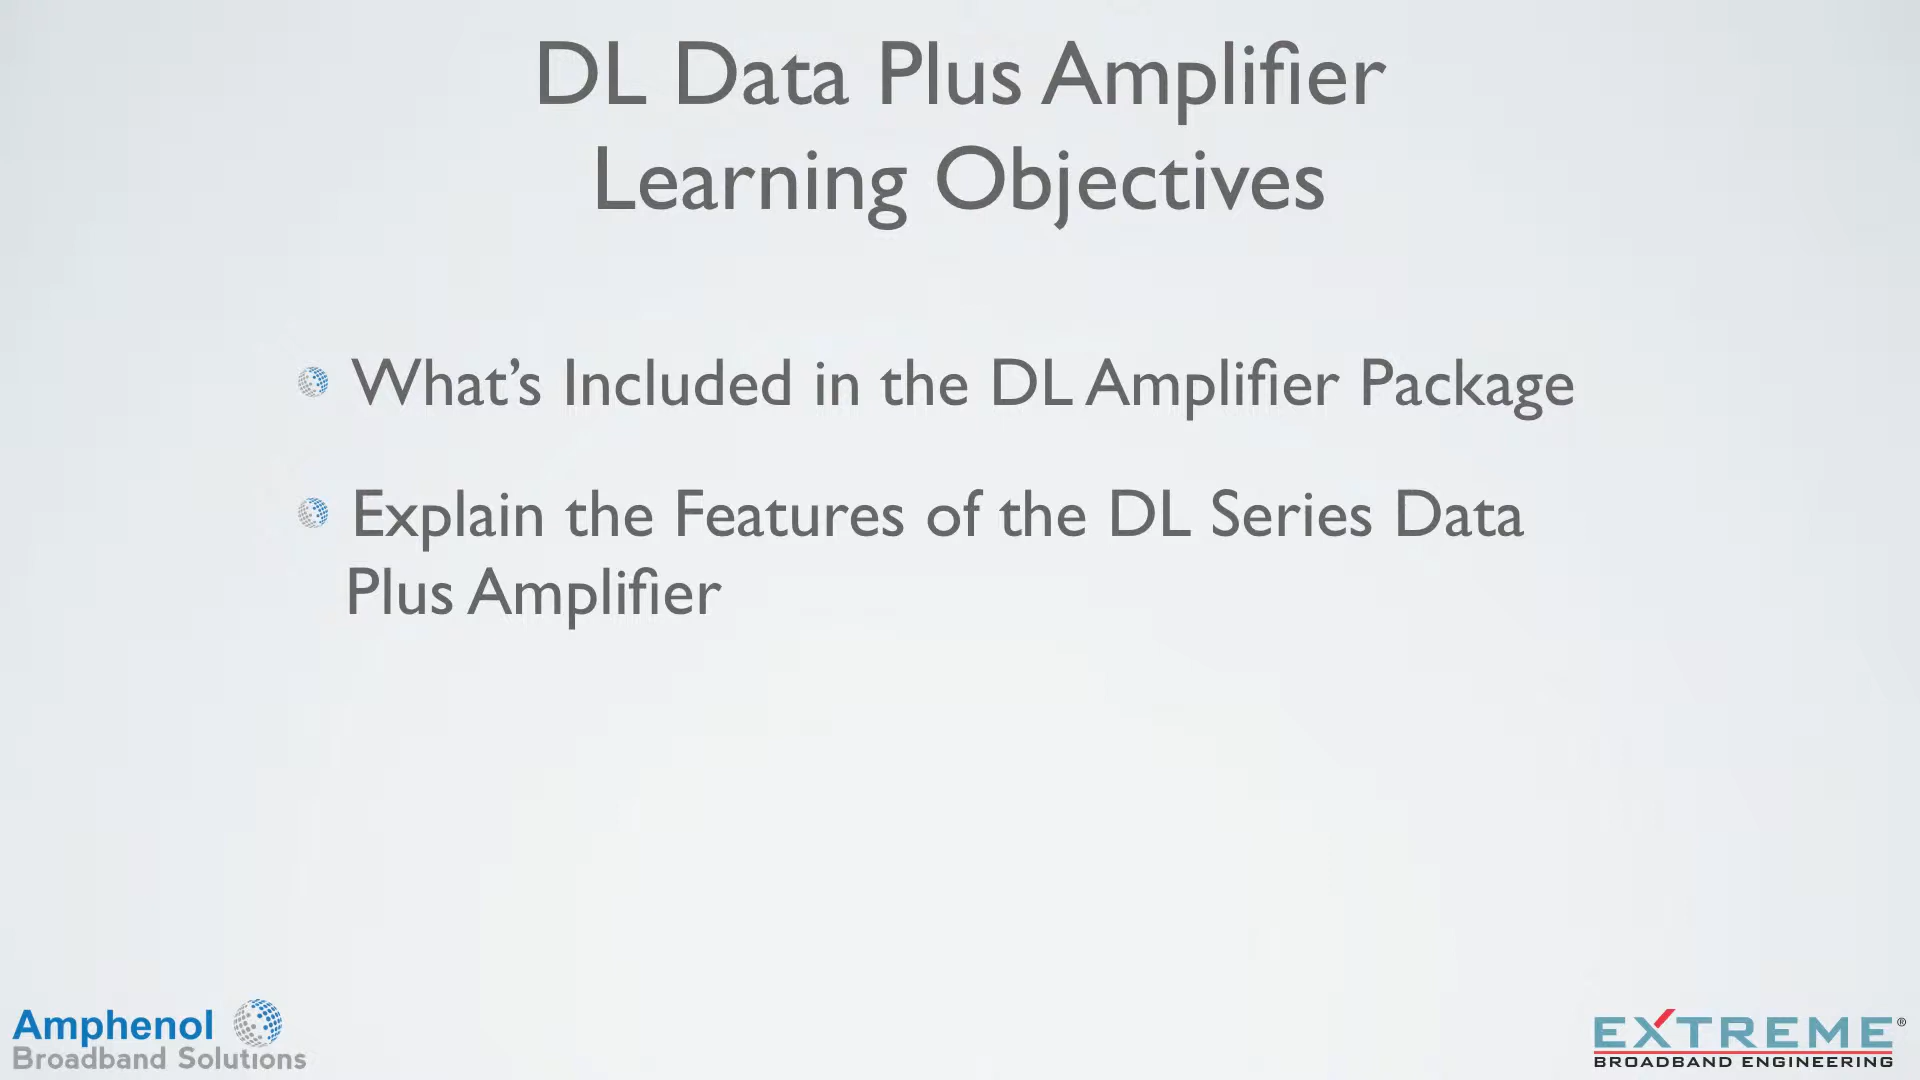 DL Data Plus Amplifier
Learning Objectives
What’s Included in the DL Amplifier Package
Explain the Features of the DL Series Data
Plus Amplifier
Amphenol
Broadband Solutions
EXTREME®
BROADBAND ENGINEERING